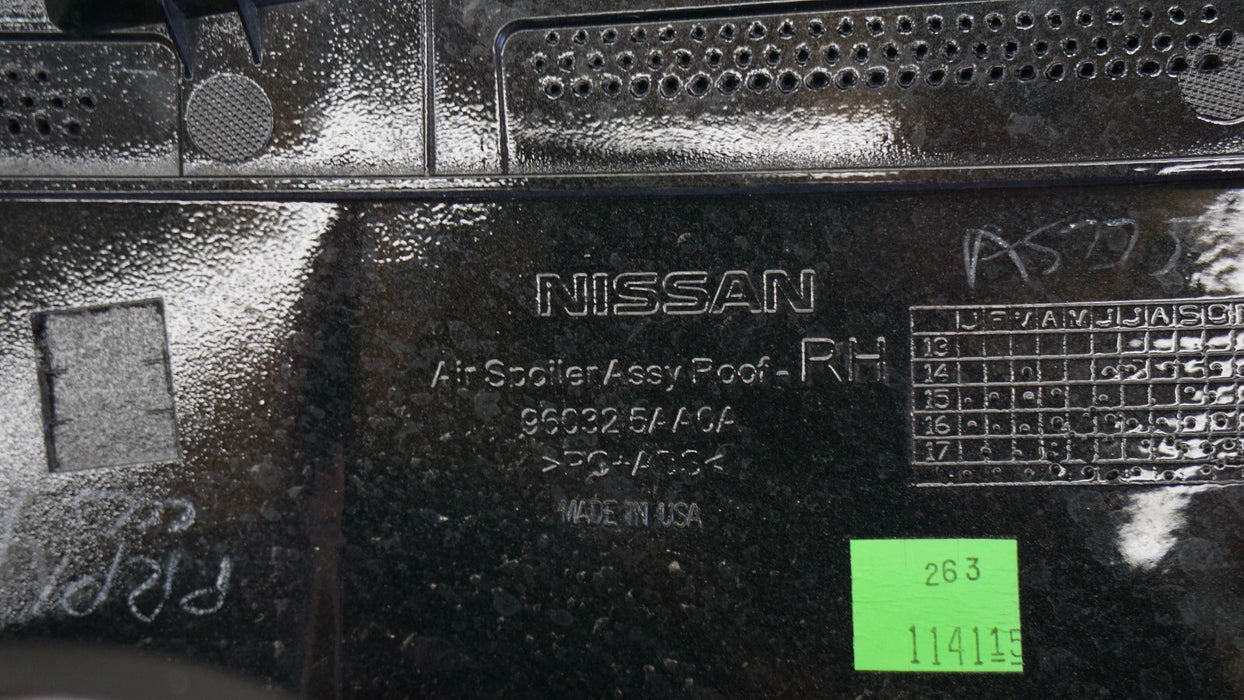 NISSAN
Air Spoiler Assy Roof - RH
96032 5AA0A
>PC+ABS<
MADE IN USA
J F M A M J J A S O N
13
14
15
16
17
263
114115